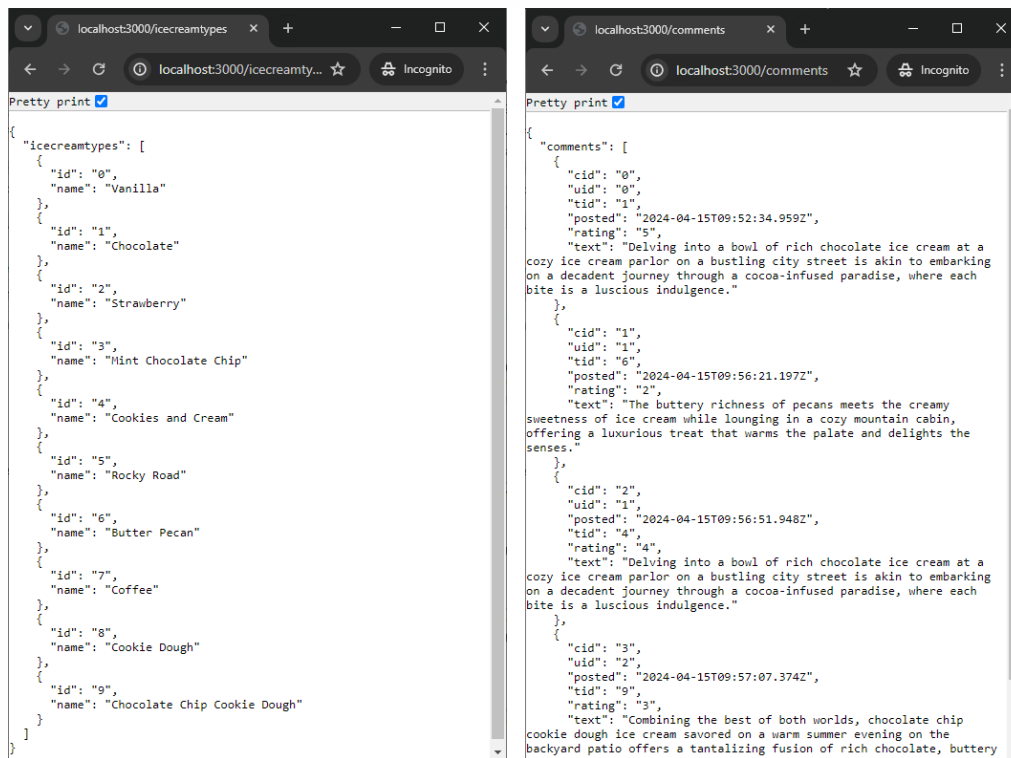 localhost:3000/icecreamtypes
localhost:3000/icecreamty...
Incognito
Pretty print
{
  "icecreamtypes": [
    {
      "id": "0",
      "name": "Vanilla"
    },
    {
      "id": "1",
      "name": "Chocolate"
    },
    {
      "id": "2",
      "name": "Strawberry"
    },
    {
      "id": "3",
      "name": "Mint Chocolate Chip"
    },
    {
      "id": "4",
      "name": "Cookies and Cream"
    },
    {
      "id": "5",
      "name": "Rocky Road"
    },
    {
      "id": "6",
      "name": "Butter Pecan"
    },
    {
      "id": "7",
      "name": "Coffee"
    },
    {
      "id": "8",
      "name": "Cookie Dough"
    },
    {
      "id": "9",
      "name": "Chocolate Chip Cookie Dough"
    }
  ]
}
localhost:3000/comments
localhost:3000/comments
Incognito
Pretty print
{
  "comments": [
    {
      "cid": "0",
      "uid": "0",
      "tid": "1",
      "posted": "2024-04-15T09:52:34.959Z",
      "rating": "5",
      "text": "Delving into a bowl of rich chocolate ice cream at a
cozy ice cream parlor on a bustling city street is akin to embarking
on a decadent journey through a cocoa-infused paradise, where each
bite is a luscious indulgence."
    },
    {
      "cid": "1",
      "uid": "1",
      "tid": "6",
      "posted": "2024-04-15T09:56:21.197Z",
      "rating": "2",
      "text": "The buttery richness of pecans meets the creamy
sweetness of ice cream while lounging in a cozy mountain cabin,
offering a luxurious treat that warms the palate and delights the
senses."
    },
    {
      "cid": "2",
      "uid": "1",
      "posted": "2024-04-15T09:56:51.948Z",
      "tid": "4",
      "rating": "4",
      "text": "Delving into a bowl of rich chocolate ice cream at a
cozy ice cream parlor on a bustling city street is akin to embarking
on a decadent journey through a cocoa-infused paradise, where each
bite is a luscious indulgence."
    },
    {
      "cid": "3",
      "uid": "2",
      "posted": "2024-04-15T09:57:07.374Z",
      "tid": "9",
      "rating": "3",
      "text": "Combining the best of both worlds, chocolate chip
cookie dough ice cream savored on a warm summer evening on the
backyard patio offers a tantalizing fusion of rich chocolate, buttery